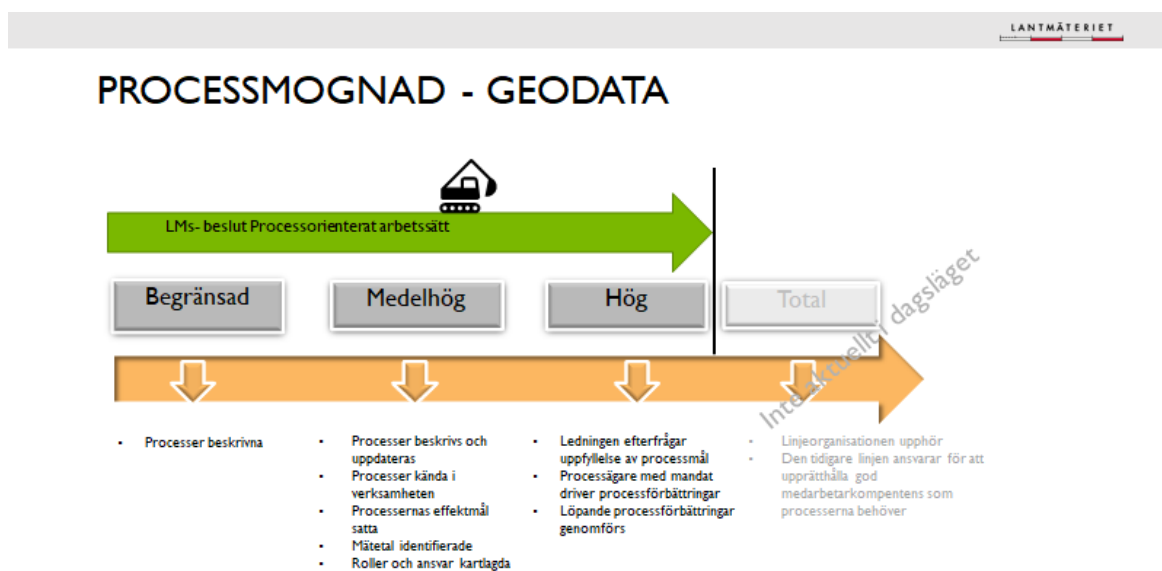 LANTMÄTERIET
PROCESSMOGNAD - GEODATA
LMs- beslut Processorienterat arbetssätt
Begränsad
Medelhög
Hög
Total
Inte aktuellt i dagsläget
• Processer beskrivna
• Processer beskrivs och
uppdateras
• Processer kända i
verksamheten
• Processernas effektmål
satta
• Mätetal identifierade
• Roller och ansvar kartlagda
• Ledningen efterfrågar
uppfyllelse av processmål
• Processägare med mandat
driver processförbättringar
• Löpande processförbättringar
genomförs
• Linjeorganisationen upphör
• Den tidigare linjen ansvarar för att
upprätthålla god
medarbetarkompentens som
processerna behöver